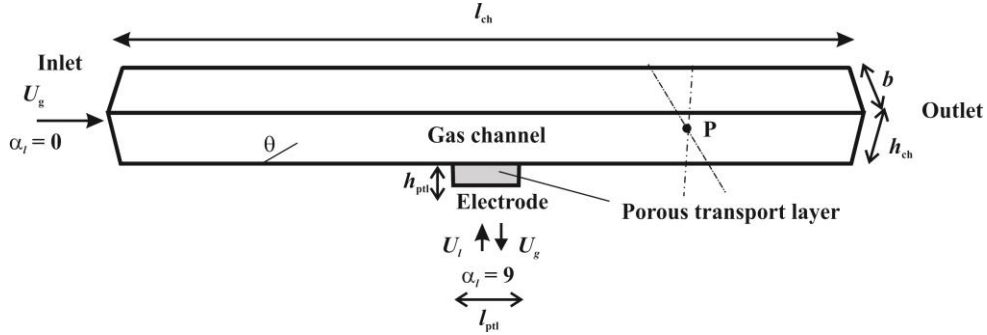 l_ch
Inlet
U_g
α_l = 0
b
Outlet
P
Gas channel
θ
h_ch
h_ptl
Electrode
Porous transport layer
U_l U_g
α_l = 9
l_ptl